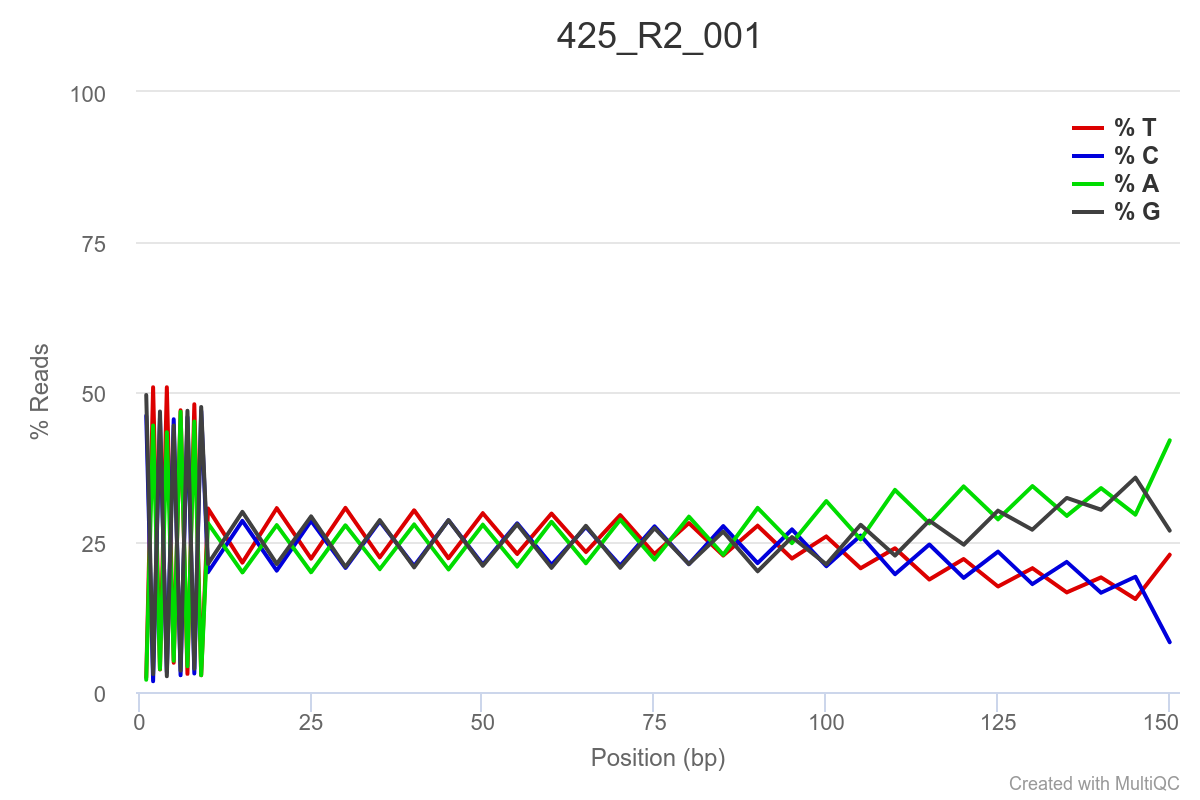 425_R2_001
100
75
50
25
0
% Reads
% T
% C
% A
% G
0 25 50 75 100 125 150
Position (bp)
Created with MultiQC